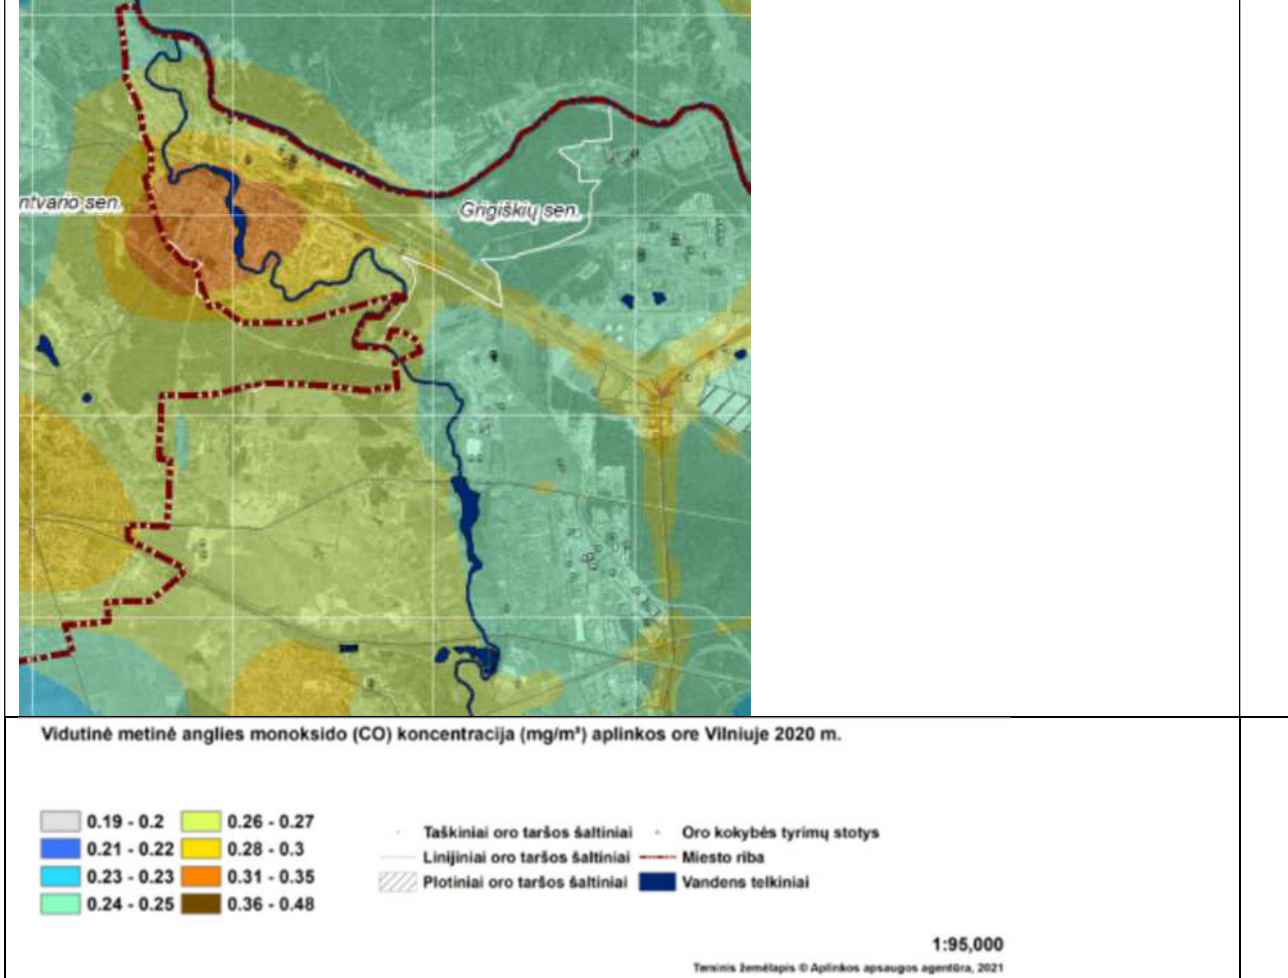 ntvario sen.
Grigiškių sen.
Vidutinė metinė anglies monoksido (CO) koncentracija (mg/m³) aplinkos ore Vilniuje 2020 m.
0.19 - 0.2
0.26 - 0.27
0.21 - 0.22
0.28 - 0.3
0.23 - 0.23
0.31 - 0.35
0.24 - 0.25
0.36 - 0.48
Taškiniai oro taršos šaltiniai
Oro kokybės tyrimų stotys
Linijiniai oro taršos šaltiniai
Miesto riba
Plotiniai oro taršos šaltiniai
Vandens telkiniai
1:95,000
Teminis žemėlapis © Aplinkos apsaugos agentūra, 2021